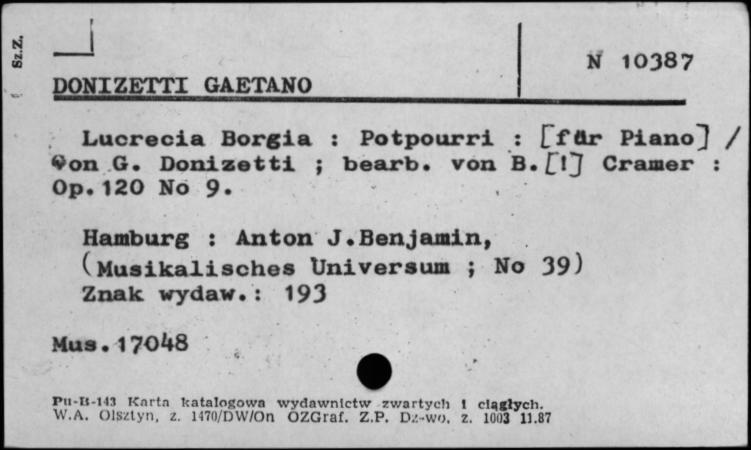 Sz.Z.
N 10387
DONIZETTI GAETANO
Lucrecia Borgia : Potpourri : [für Piano] /
von G. Donizetti ; bearb. von B.[!] Cramer :
Op.120 No 9.
Hamburg : Anton J.Benjamin,
(Musikalisches Universum ; No 39)
Znak wydaw.: 193
Mus.17048
Pu-B-143 Karta katalogowa wydawnictw zwartych i ciągłych.
W.A. Olsztyn, z. 1470/DW/On OZGraf. Z.P. Dz-wo, z. 1003 11.87